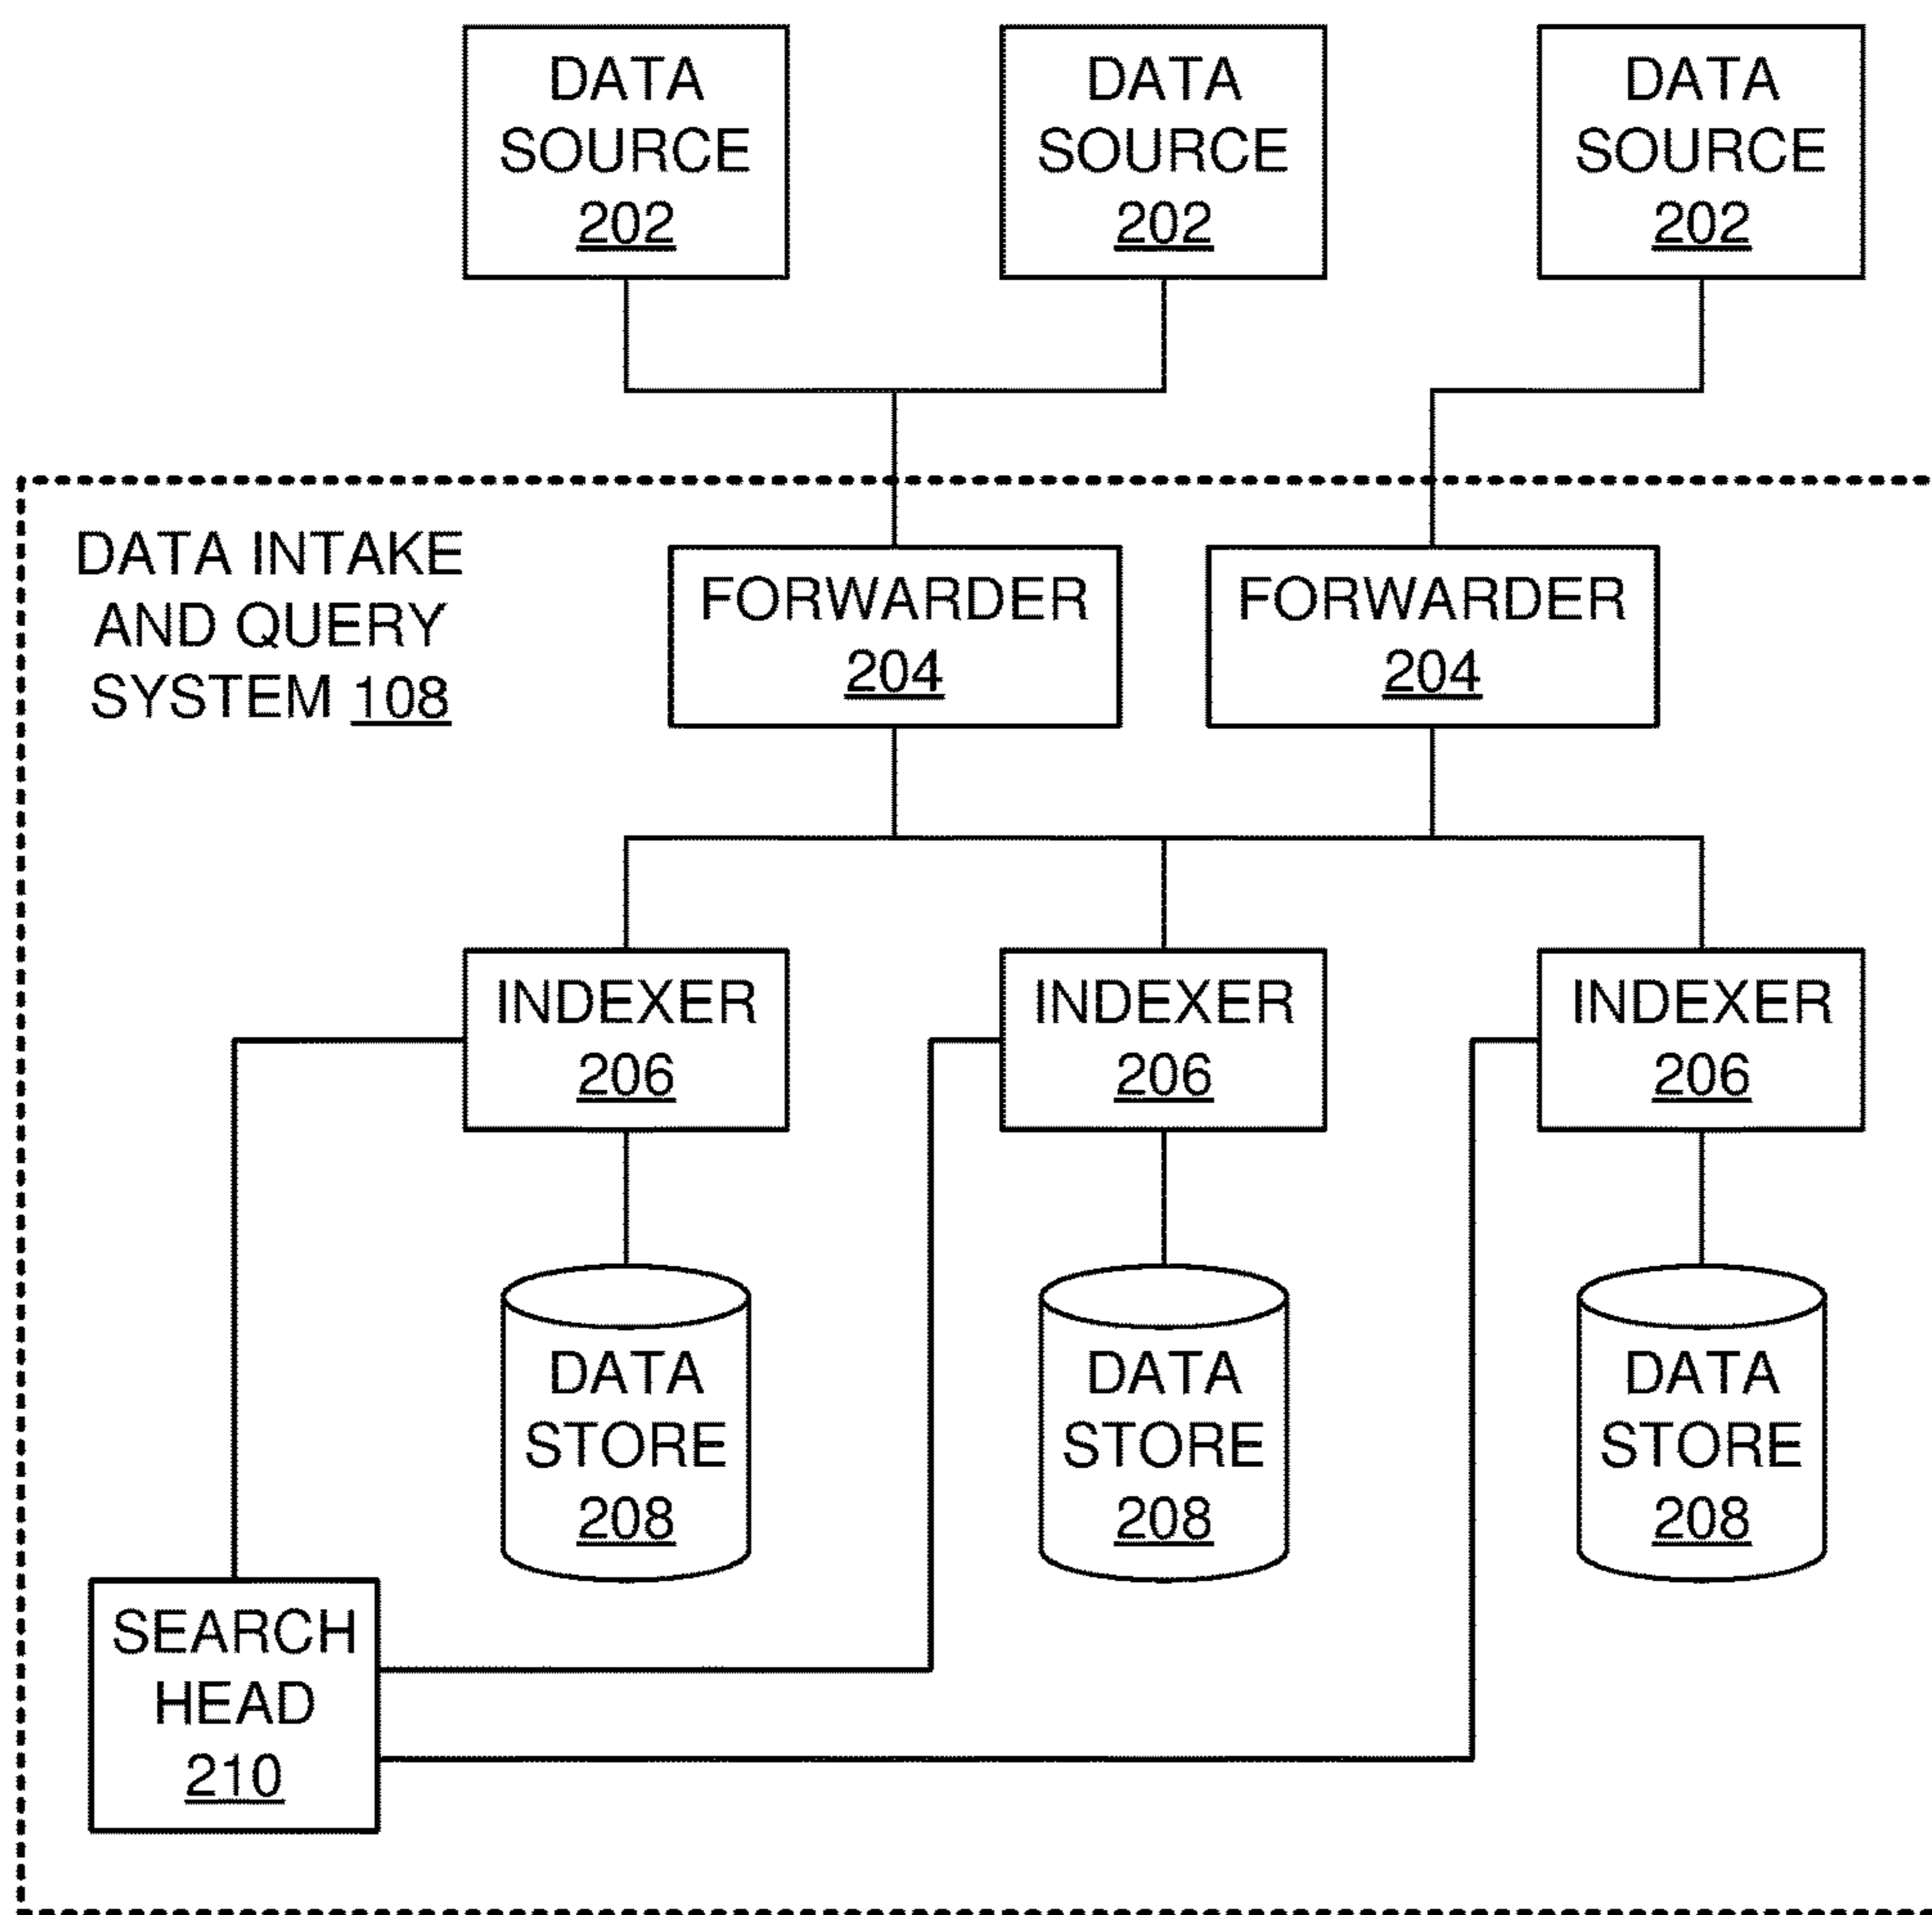 DATA
SOURCE
202
DATA
SOURCE
202
DATA
SOURCE
202
DATA INTAKE
AND QUERY
SYSTEM 108
FORWARDER
204
FORWARDER
204
INDEXER
206
INDEXER
206
INDEXER
206
DATA
STORE
208
DATA
STORE
208
DATA
STORE
208
SEARCH
HEAD
210